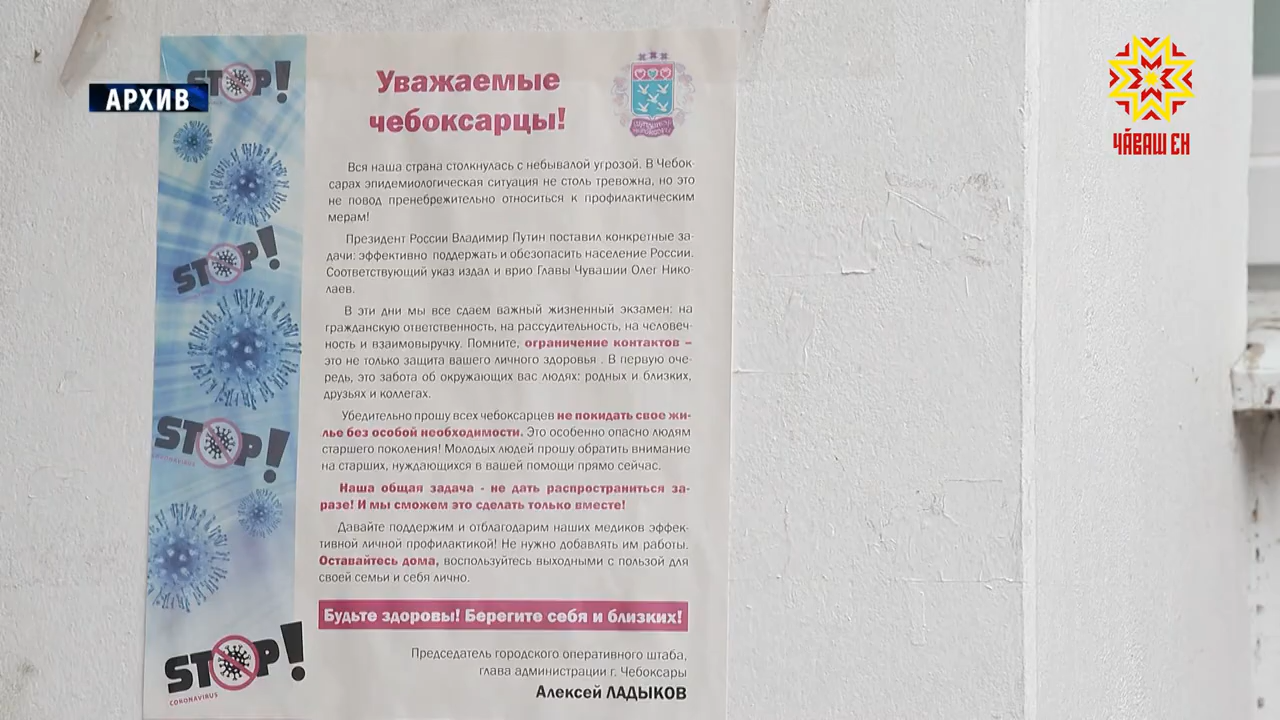 АРХИВ
ЧӐВАШ ЕН
STOP!
STOP!
STOP!
CORONAVIRUS
STOP!
CORONAVIRUS
Уважаемые
чебоксарцы!
Вся наша страна столкнулась с небывалой угрозой. В Чебок-
сарах эпидемиологическая ситуация не столь тревожна, но это
не повод пренебрежительно относиться к профилактическим
мерам!
Президент России Владимир Путин поставил конкретные за-
дачи: эффективно поддержать и обезопасить население России.
Соответствующий указ издал и врио Главы Чувашии Олег Нико-
лаев.
В эти дни мы все сдаем важный жизненный экзамен: на
гражданскую ответственность, на рассудительность, на человеч-
ность и взаимовыручку. Помните, ограничение контактов –
это не только защита вашего личного здоровья . В первую оче-
редь, это забота об окружающих вас людях: родных и близких,
друзьях и коллегах.
Убедительно прошу всех чебоксарцев не покидать свое жи-
лье без особой необходимости. Это особенно опасно людям
старшего поколения! Молодых людей прошу обратить внимание
на старших, нуждающихся в вашей помощи прямо сейчас.
Наша общая задача - не дать распространиться за-
разе! И мы сможем это сделать только вместе!
Давайте поддержим и отблагодарим наших медиков эффек-
тивной личной профилактикой! Не нужно добавлять им работы.
Оставайтесь дома, воспользуйтесь выходными с пользой для
своей семьи и себя лично.
Будьте здоровы! Берегите себя и близких!
Председатель городского оперативного штаба,
глава администрации г. Чебоксары
Алексей ЛАДЫКОВ